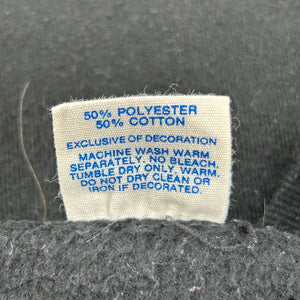 50% POLYESTER
50% COTTON
EXCLUSIVE OF DECORATION
MACHINE WASH WARM
SEPARATELY. NO BLEACH.
TUMBLE DRY ONLY, WARM.
DO NOT DRY CLEAN OR
IRON IF DECORATED.